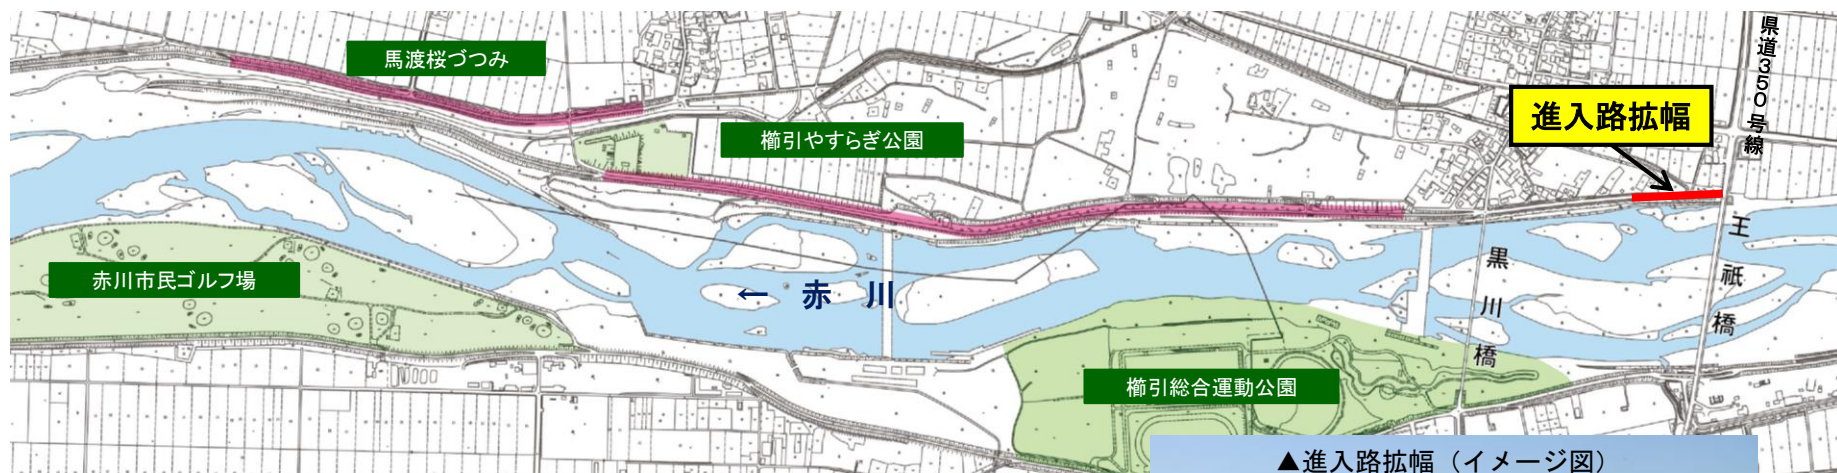 馬渡桜づつみ
県道350号線
進入路拡幅
櫛引やすらぎ公園
王祇橋
黒川橋
赤川市民ゴルフ場
← 赤 川
櫛引総合運動公園
▲進入路拡幅（イメージ図）